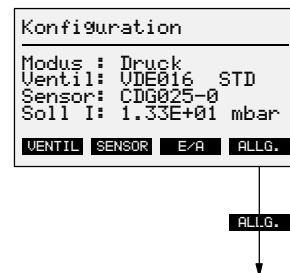 Konfiguration
Modus : Druck
Ventil: VDE016 STD
Sensor: CDG025-0
Soll I: 1.33E+01 mbar
VENTIL SENSOR E/A ALLG.
ALLG.